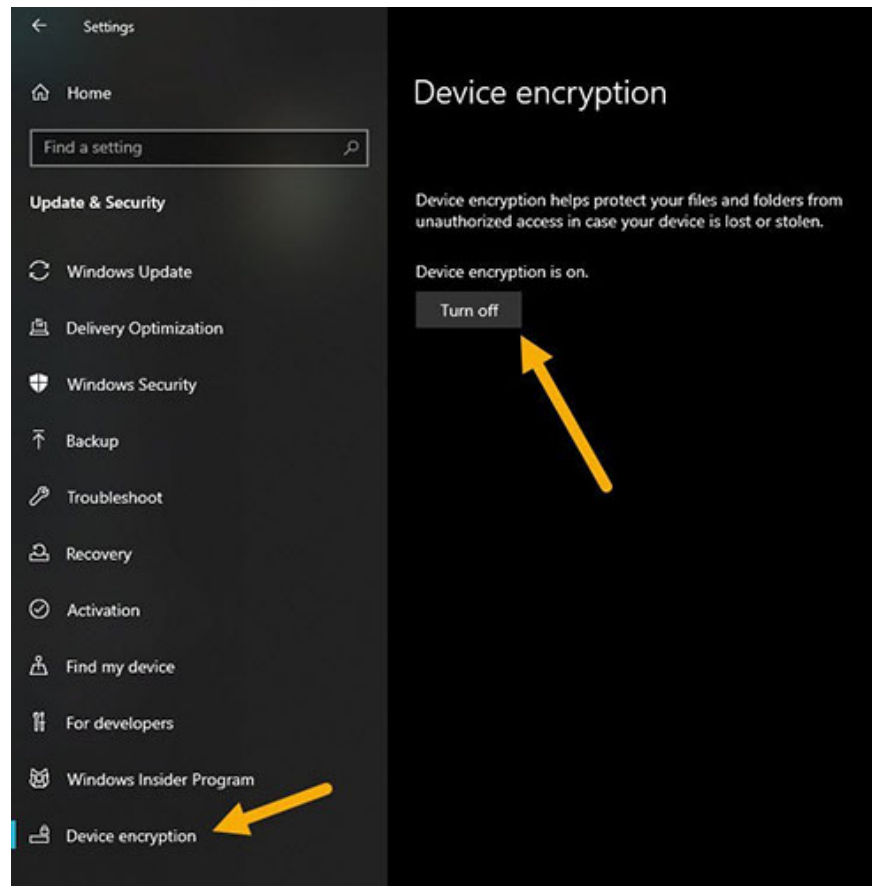 Settings
Home
Find a setting
Update & Security
Windows Update
Delivery Optimization
Windows Security
Backup
Troubleshoot
Recovery
Activation
Find my device
For developers
Windows Insider Program
Device encryption
Device encryption
Device encryption helps protect your files and folders from
unauthorized access in case your device is lost or stolen.
Device encryption is on.
Turn off